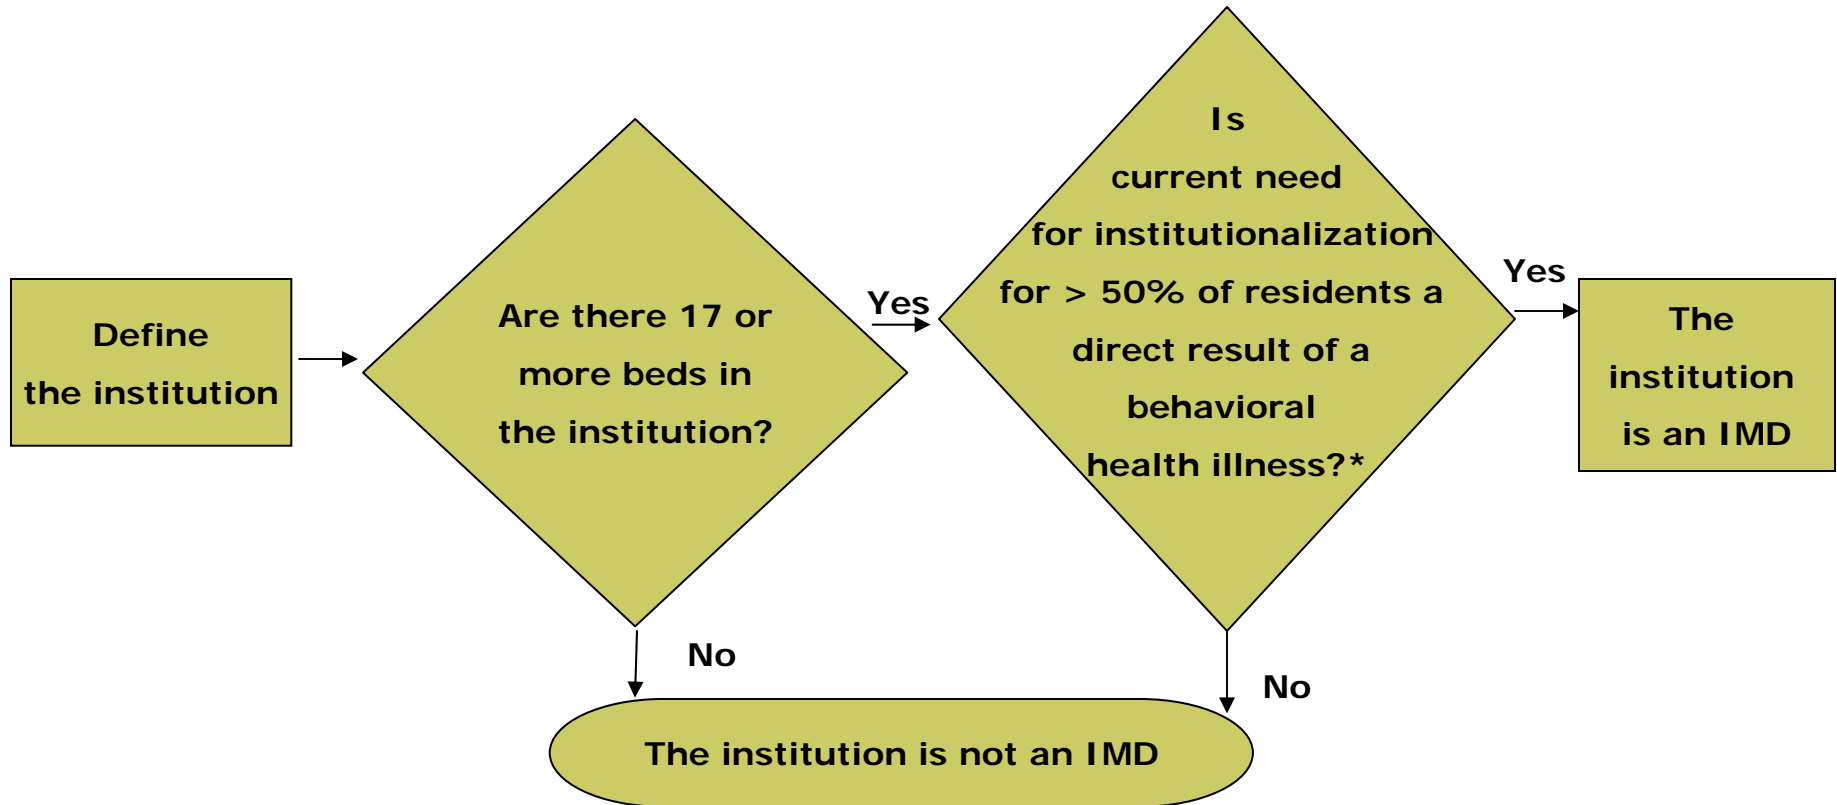 Define
the institution
Are there 17 or
more beds in
the institution?
Yes
No
Is
current need
for institutionalization
for > 50% of residents a
direct result of a
behavioral
health illness?*
Yes
No
The
institution
is an IMD
The institution is not an IMD